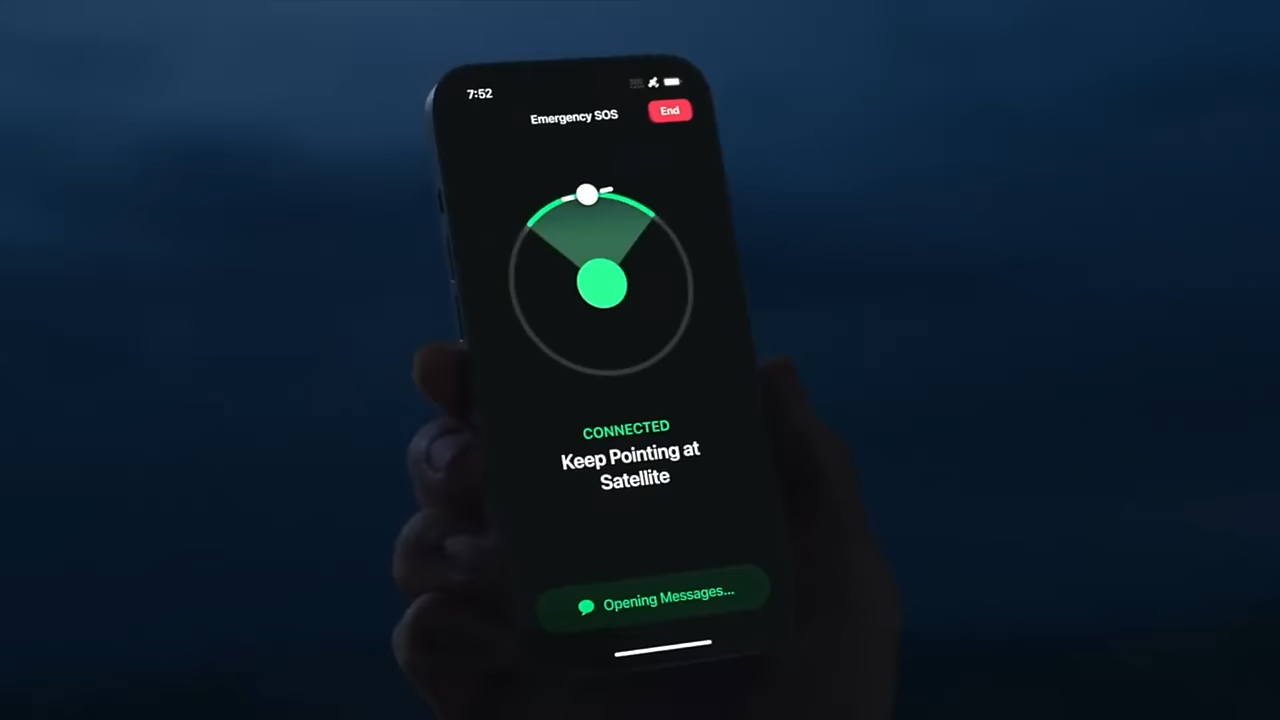 7:52
Emergency SOS
End
CONNECTED
Keep Pointing at
Satellite
Opening Messages...